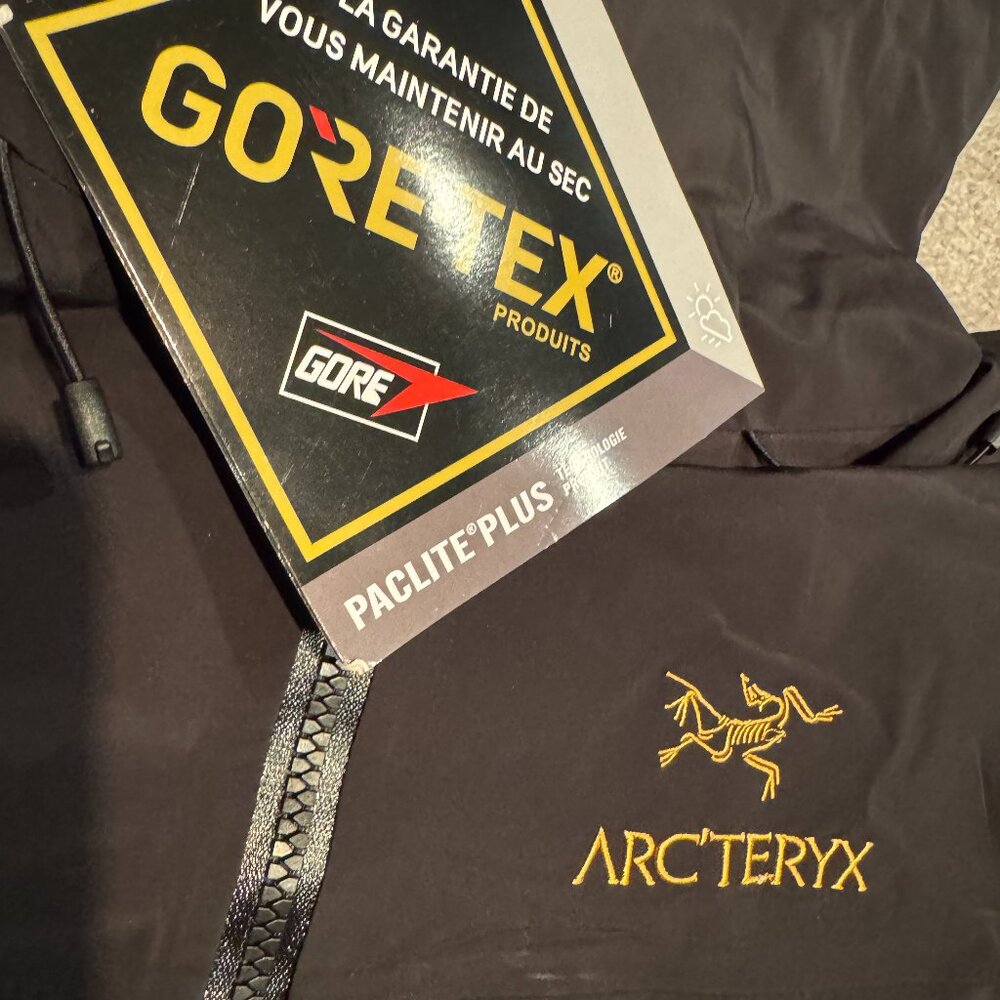 LA GARANTIE DE
VOUS MAINTENIR AU SEC
GORE-TEX®
PRODUITS
GORE
PACLITE® PLUS
ARC'TERYX